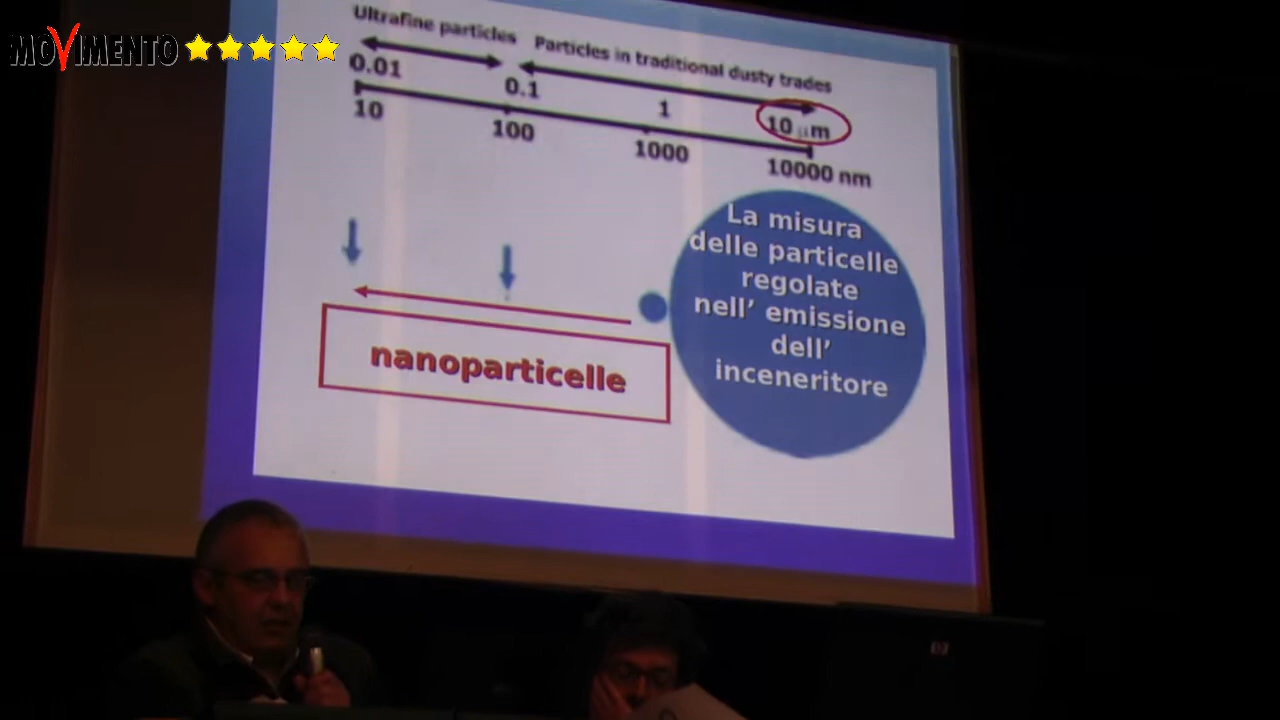 MOVIMENTO
Ultrafine particles
Particles in traditional dusty trades
0.01
0.1
1
10 μm
10
100
1000
10000 nm
La misura
delle particelle
regolate
nell’ emissione
dell’
inceneritore
nanoparticelle
hp